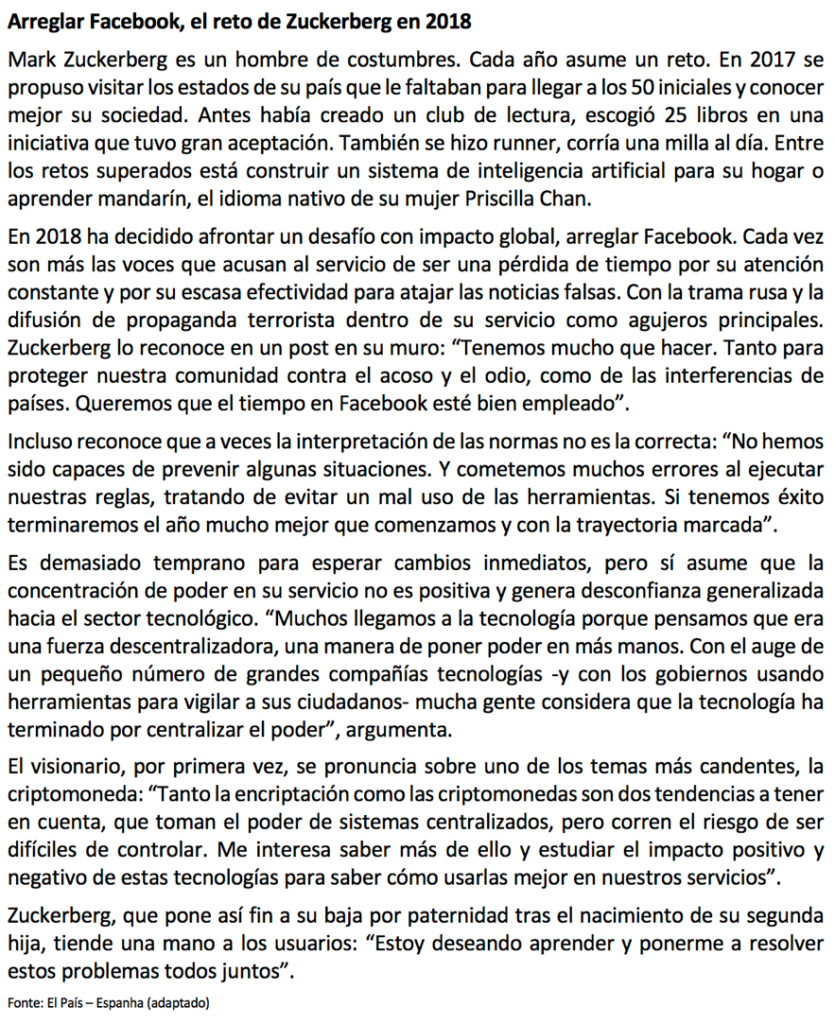 Arreglar Facebook, el reto de Zuckerberg en 2018
Mark Zuckerberg es un hombre de costumbres. Cada año asume un reto. En 2017 se
propuso visitar los estados de su país que le faltaban para llegar a los 50 iniciales y conocer
mejor su sociedad. Antes había creado un club de lectura, escogió 25 libros en una
iniciativa que tuvo gran aceptación. También se hizo runner, corría una milla al día. Entre
los retos superados está construir un sistema de inteligencia artificial para su hogar o
aprender mandarín, el idioma nativo de su mujer Priscilla Chan.
En 2018 ha decidido afrontar un desafío con impacto global, arreglar Facebook. Cada vez
son más las voces que acusan al servicio de ser una pérdida de tiempo por su atención
constante y por su escasa efectividad para atajar las noticias falsas. Con la trama rusa y la
difusión de propaganda terrorista dentro de su servicio como agujeros principales.
Zuckerberg lo reconoce en un post en su muro: “Tenemos mucho que hacer. Tanto para
proteger nuestra comunidad contra el acoso y el odio, como de las interferencias de
países. Queremos que el tiempo en Facebook esté bien empleado”.
Incluso reconoce que a veces la interpretación de las normas no es la correcta: “No hemos
sido capaces de prevenir algunas situaciones. Y cometemos muchos errores al ejecutar
nuestras reglas, tratando de evitar un mal uso de las herramientas. Si tenemos éxito
terminaremos el año mucho mejor que comenzamos y con la trayectoria marcada”.
Es demasiado temprano para esperar cambios inmediatos, pero sí asume que la
concentración de poder en su servicio no es positiva y genera desconfianza generalizada
hacia el sector tecnológico. “Muchos llegamos a la tecnología porque pensamos que era
una fuerza descentralizadora, una manera de poner poder en más manos. Con el auge de
un pequeño número de grandes compañías tecnologías -y con los gobiernos usando
herramientas para vigilar a sus ciudadanos- mucha gente considera que la tecnología ha
terminado por centralizar el poder”, argumenta.
El visionario, por primera vez, se pronuncia sobre uno de los temas más candentes, la
criptomoneda: “Tanto la encriptación como las criptomonedas son dos tendencias a tener
en cuenta, que toman el poder de sistemas centralizados, pero corren el riesgo de ser
difíciles de controlar. Me interesa saber más de ello y estudiar el impacto positivo y
negativo de estas tecnologías para saber cómo usarlas mejor en nuestros servicios”.
Zuckerberg, que pone así fin a su baja por paternidad tras el nacimiento de su segunda
hija, tiende una mano a los usuarios: “Estoy deseando aprender y ponerme a resolver
estos problemas todos juntos”.
Fonte: El País – Espanha (adaptado)